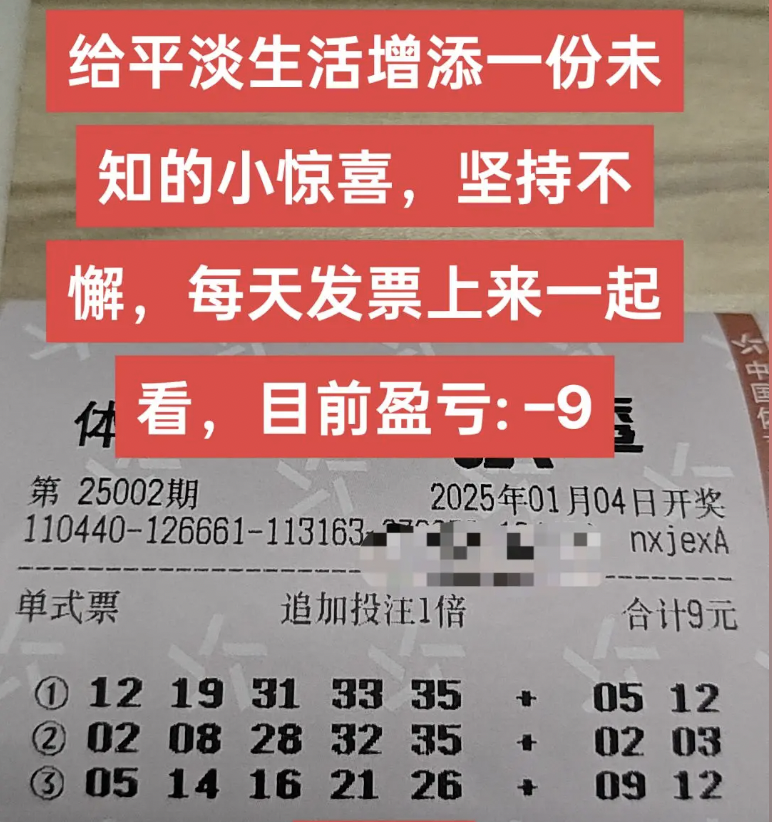 给平淡生活增添一份未
知的小惊喜，坚持不
懈，每天发票上来一起
看，目前盈亏:-9
体
第 25002期
2025年01月04日开奖
110440-126661-113163-
nxjexA
单式票 追加投注1倍 合计9元
① 12 19 31 33 35 + 05 12
② 02 08 28 32 35 + 02 03
③ 05 14 16 21 26 + 09 12
中国体